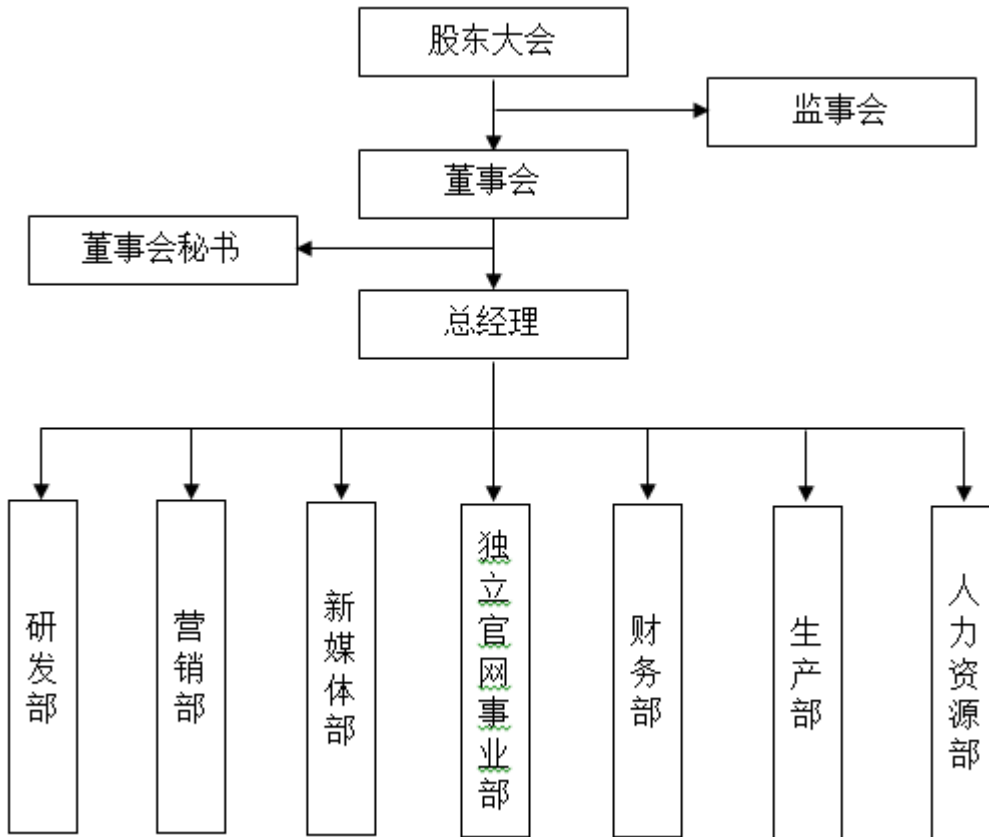 股东大会
监事会
董事会
董事会秘书
总经理
研发部
营销部
新媒体部
独立官网事业部
财务部
生产部
人力资源部